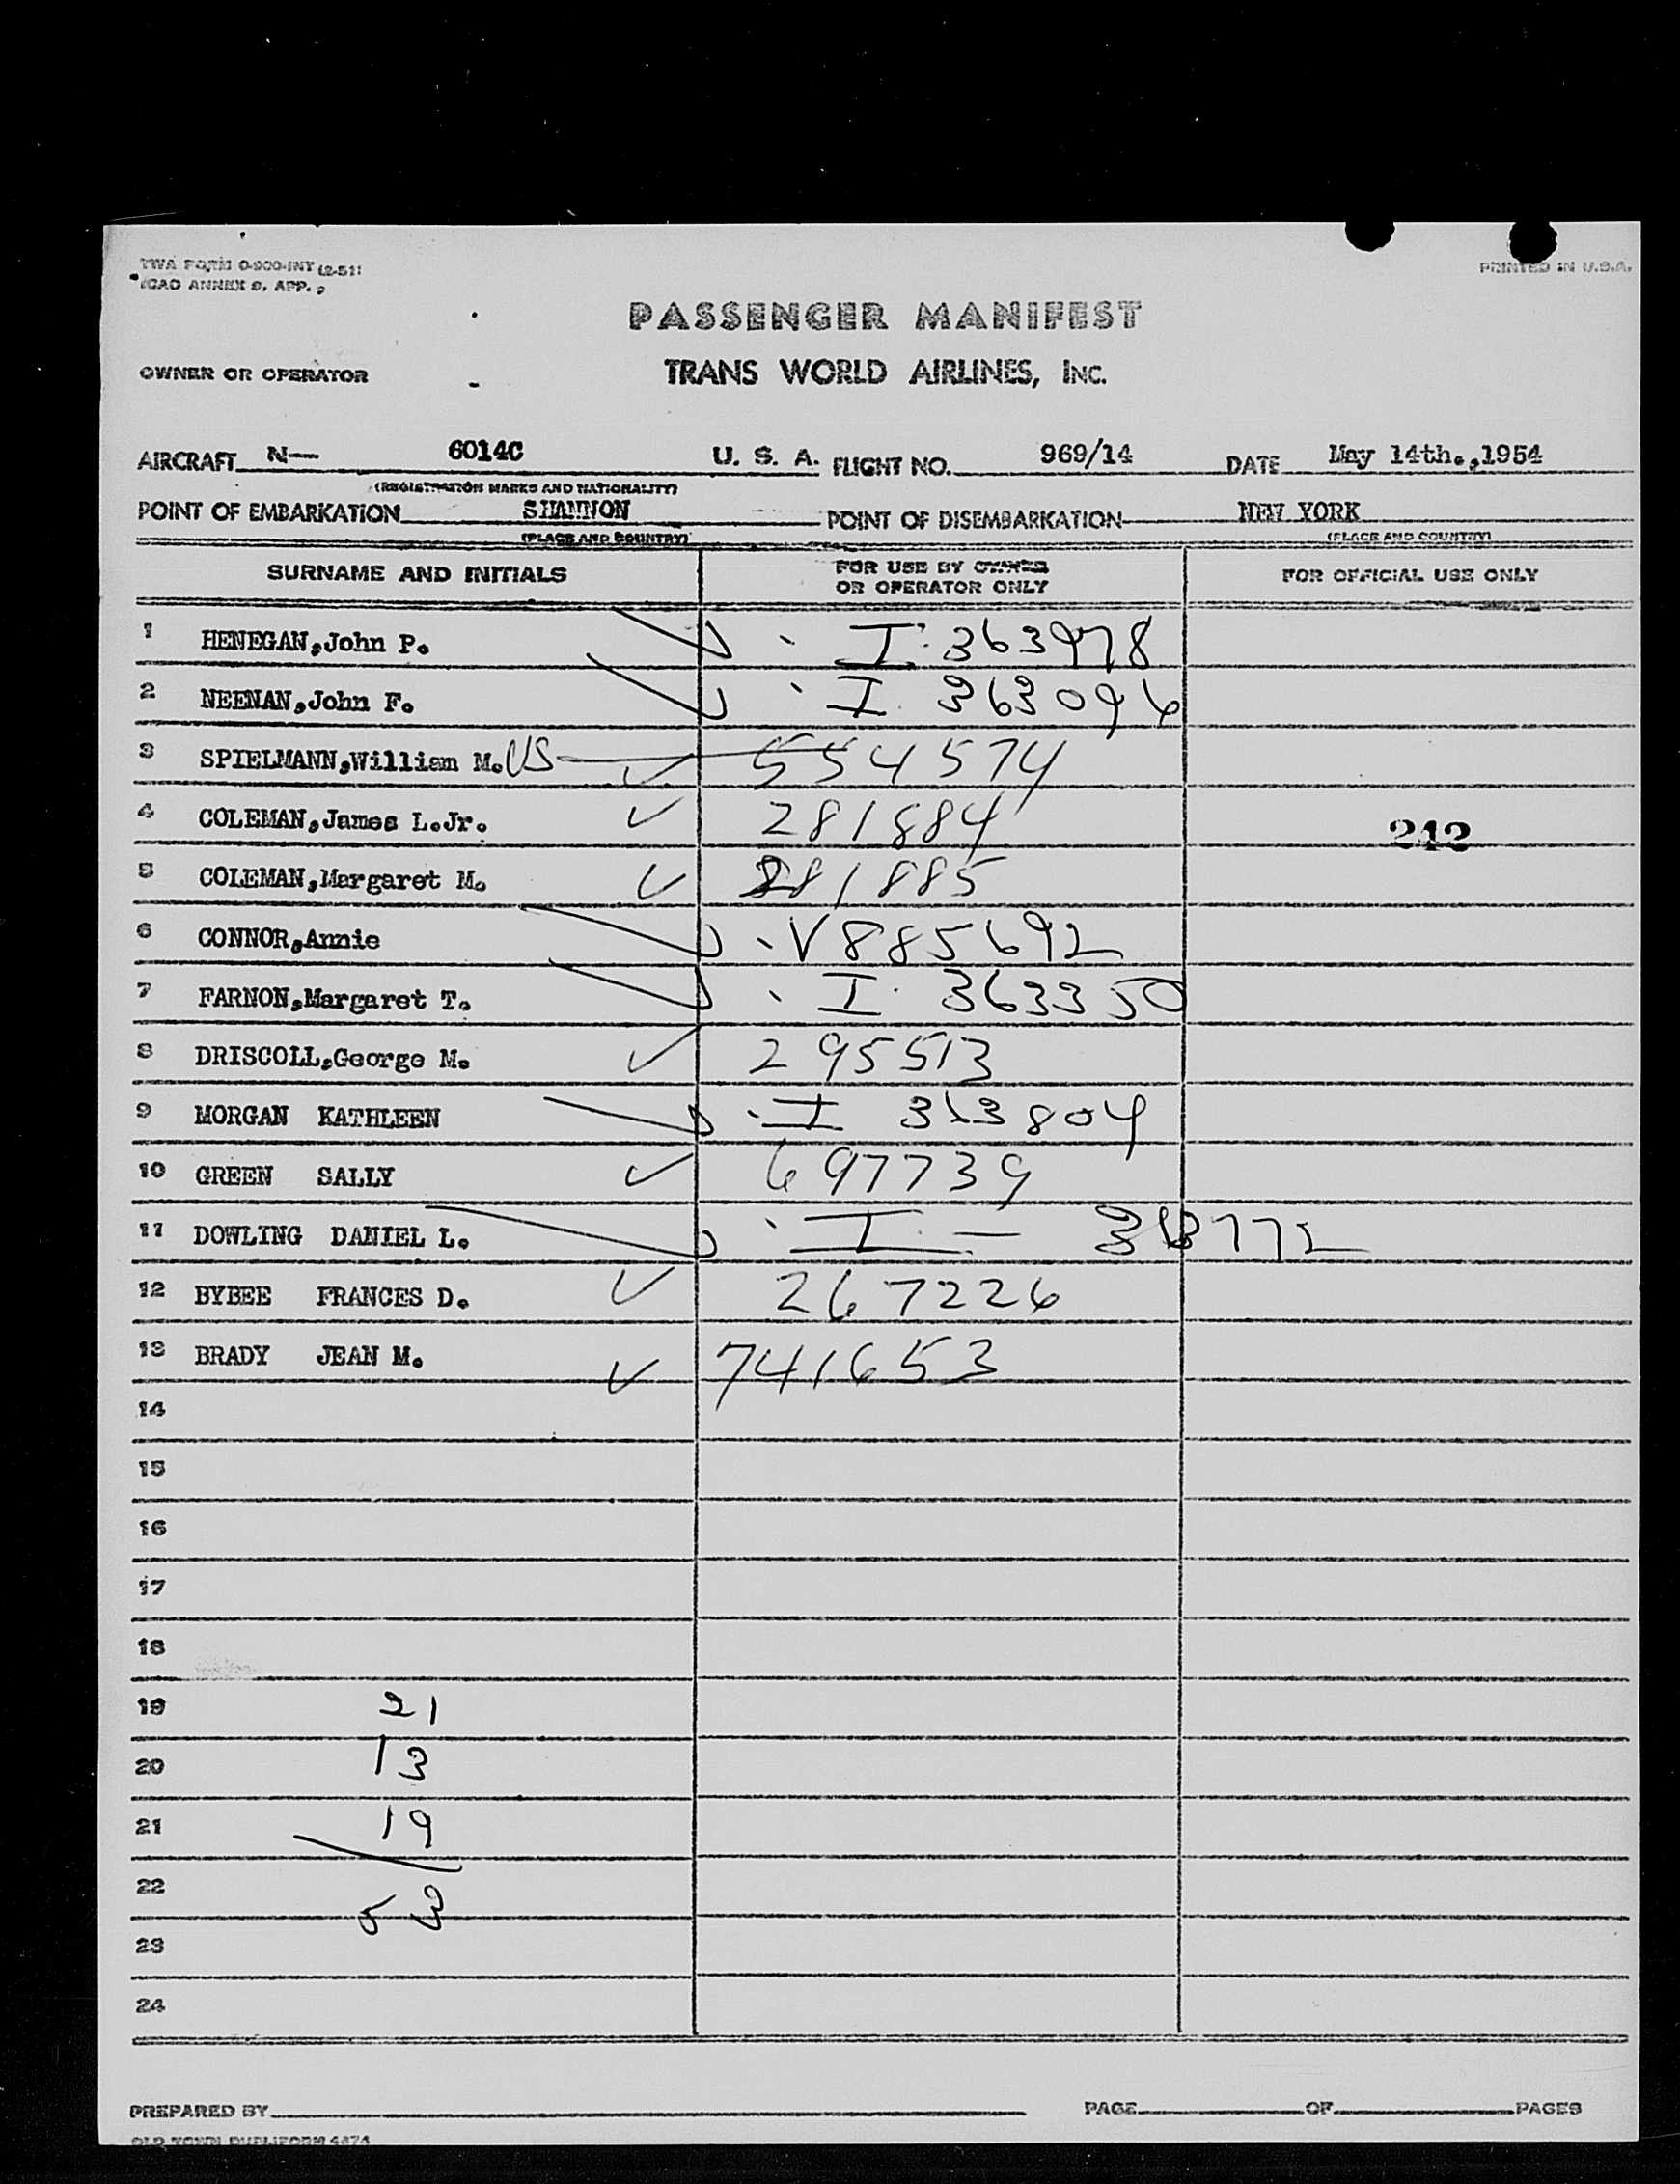 TWA FORM O-900-INT (2-51)
ICAO ANNEX 9, APP. 2
PRINTED IN U.S.A.
PASSENGER MANIFEST
OWNER OR OPERATOR
TRANS WORLD AIRLINES, INC.
AIRCRAFT N— 6014C U. S. A. FLIGHT NO. 969/14 DATE May 14th.,1954
(REGISTRATION MARKS AND NATIONALITY)
POINT OF EMBARKATION SHANNON POINT OF DISEMBARKATION NEW YORK
(PLACE AND COUNTRY) (PLACE AND COUNTRY)
SURNAME AND INITIALS FOR USE BY OWNER OR OPERATOR ONLY FOR OFFICIAL USE ONLY
1 HENEGAN,John P. I 363978
2 NEENAN,John F. I 363096
3 SPIELMANN,William M. US 554574
4 COLEMAN,James L.Jr. 281884 242
5 COLEMAN,Margaret M. 281885
6 CONNOR,Annie V885692
7 FARNON,Margaret T. I 363350
8 DRISCOLL,George M. 295513
9 MORGAN KATHLEEN I 363804
10 GREEN SALLY 697739
11 DOWLING DANIEL L. I — 363772
12 BYBEE FRANCES D. 267226
13 BRADY JEAN M. 741653
14
15
16
17
18
19 21
20 13
21 19
22 53
23
24
PREPARED BY PAGE OF PAGES
OLD TOWN DUPLIFORM 4674